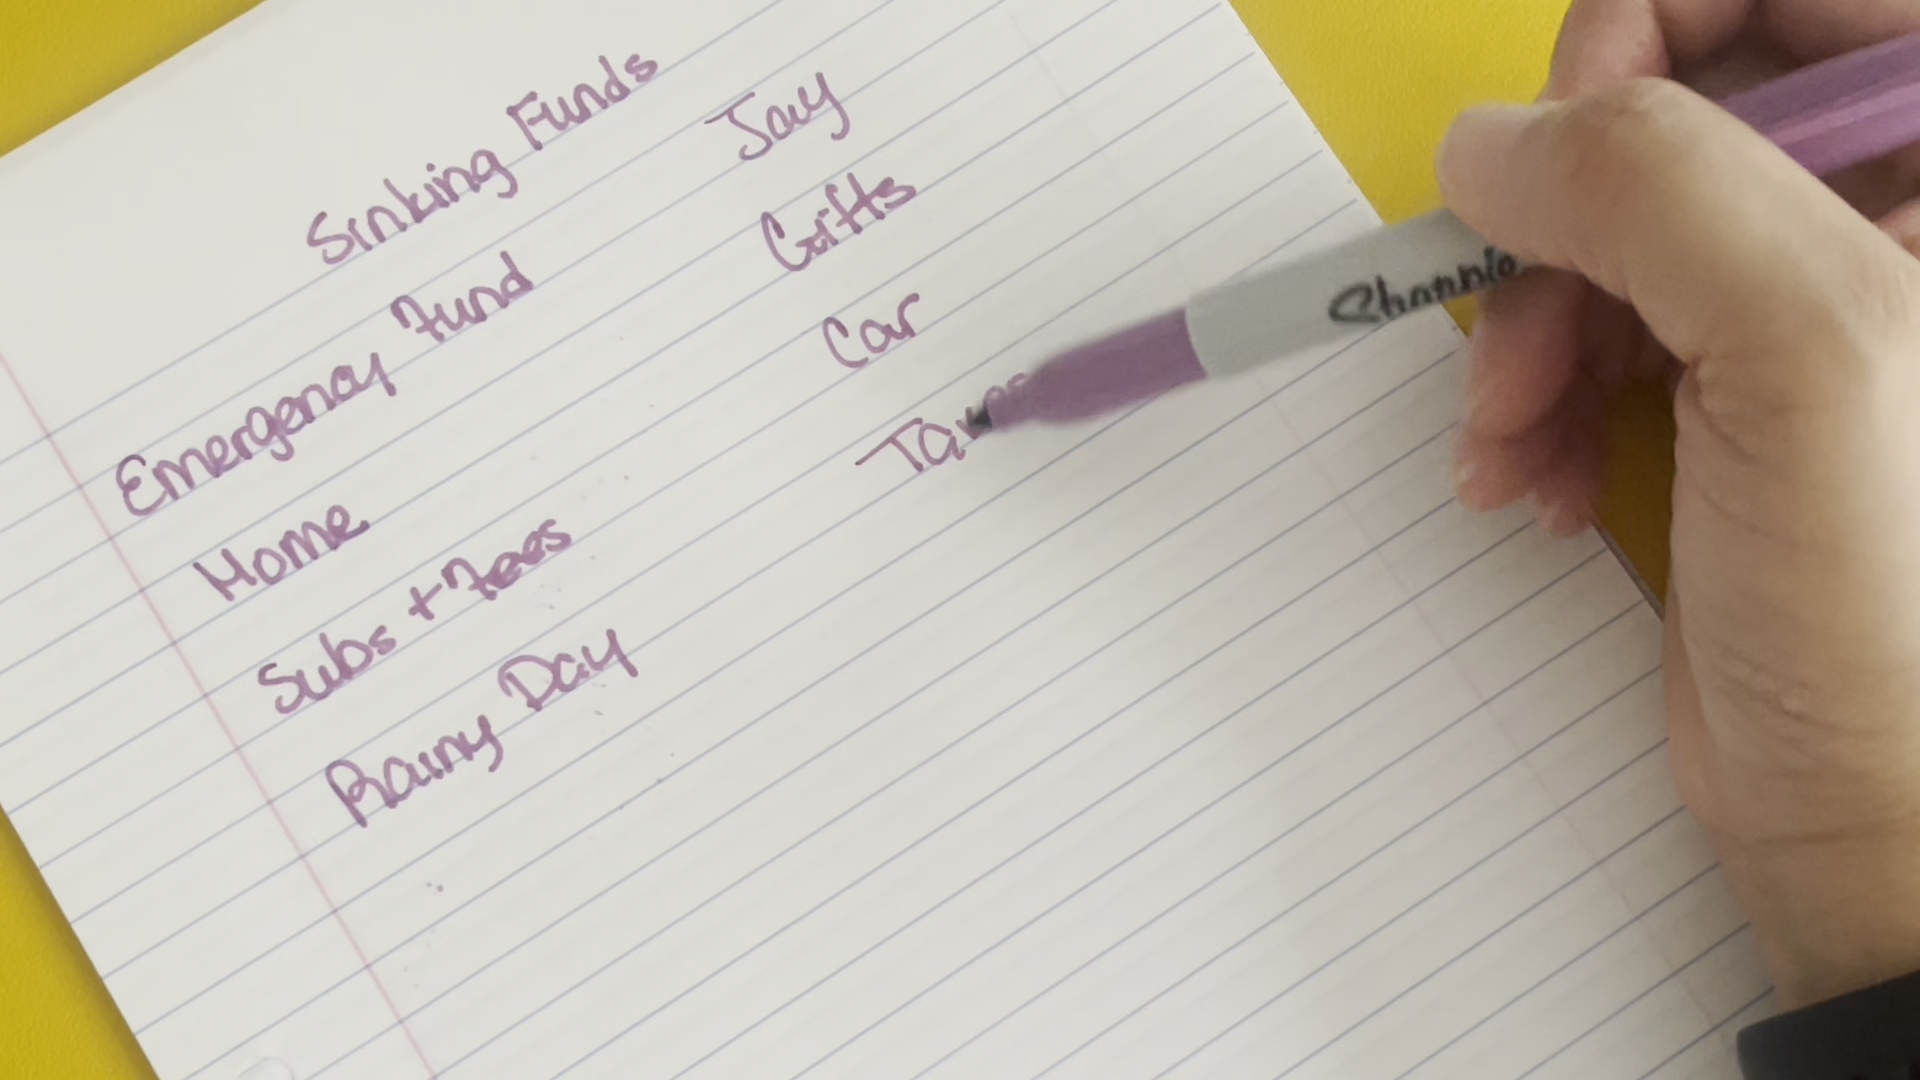 Sinking Funds
Emergency Fund
Home
Subs + Fees
Rainy Day
Jay
Gifts
Car
Sharpie